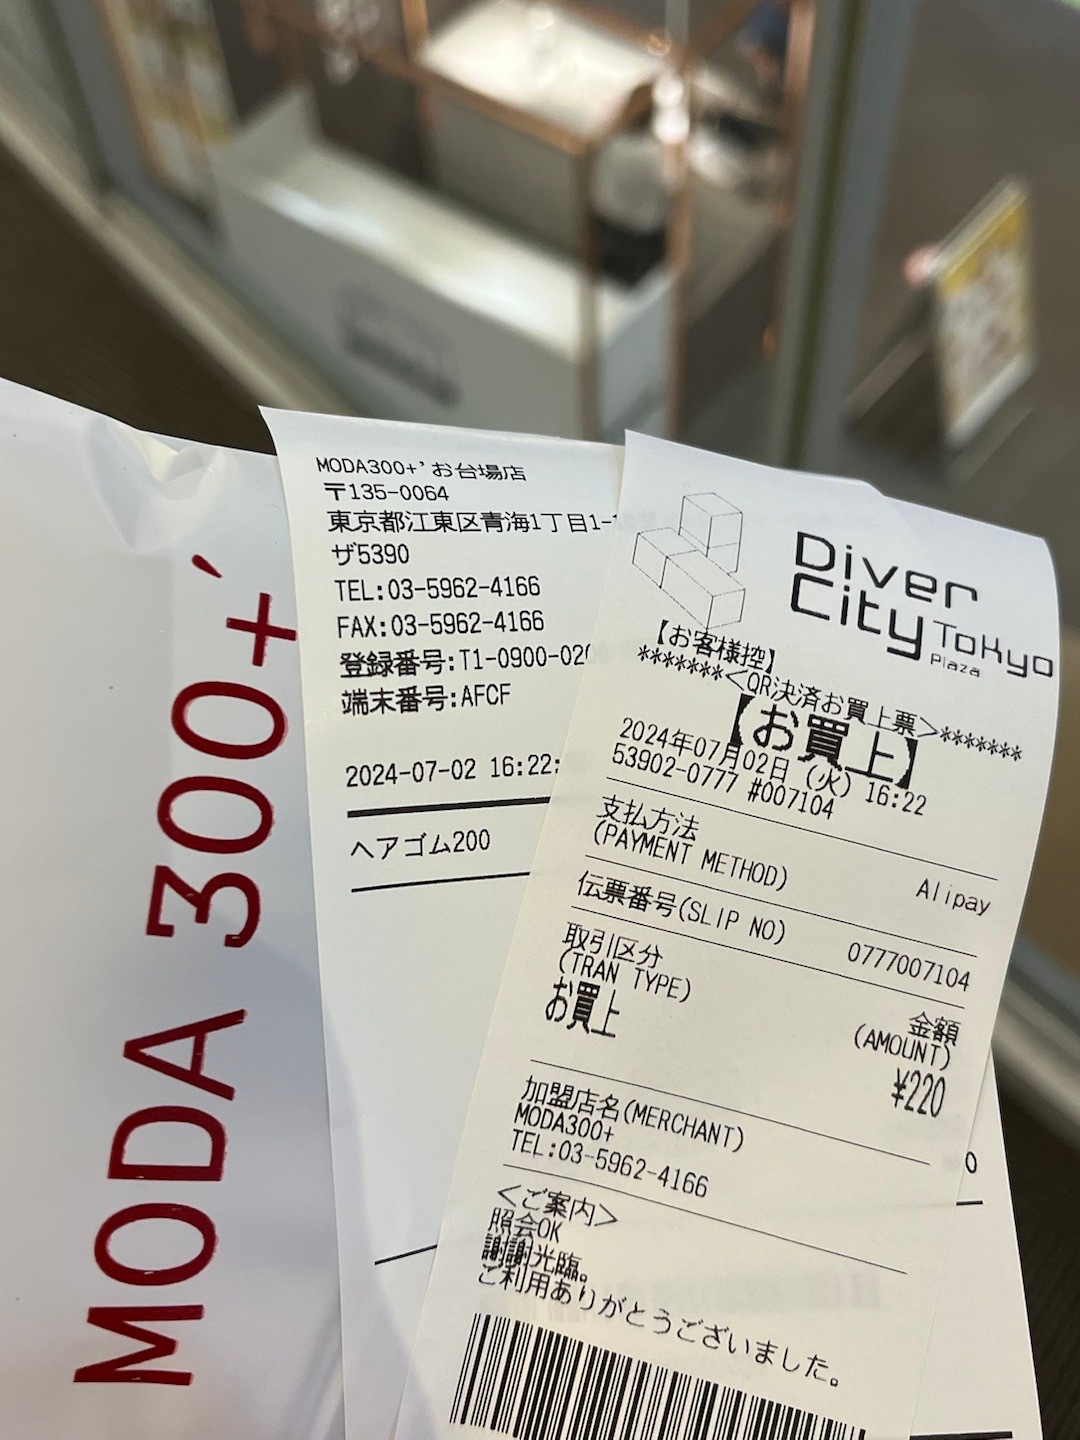 MODA 300+'
MODA300+'お台場店
〒135-0064
東京都江東区青海1丁目1-
ザ5390
TEL:03-5962-4166
FAX:03-5962-4166
登録番号:T1-0900-020
端末番号:AFCF
2024-07-02 16:22:
ヘアゴム200
Diver
City Tokyo
Plaza
【お客様控】
*******<QR決済お買上票>*******
【お買上】
2024年07月02日 (火) 16:22
53902-0777 #007104
支払方法
(PAYMENT METHOD) Alipay
伝票番号(SLIP NO) 0777007104
取引区分
(TRAN TYPE)
お買上
金額
(AMOUNT)
¥220
加盟店名(MERCHANT)
MODA300+
TEL:03-5962-4166
<ご案内>
照会OK
謝謝光臨。
ご利用ありがとうございました。